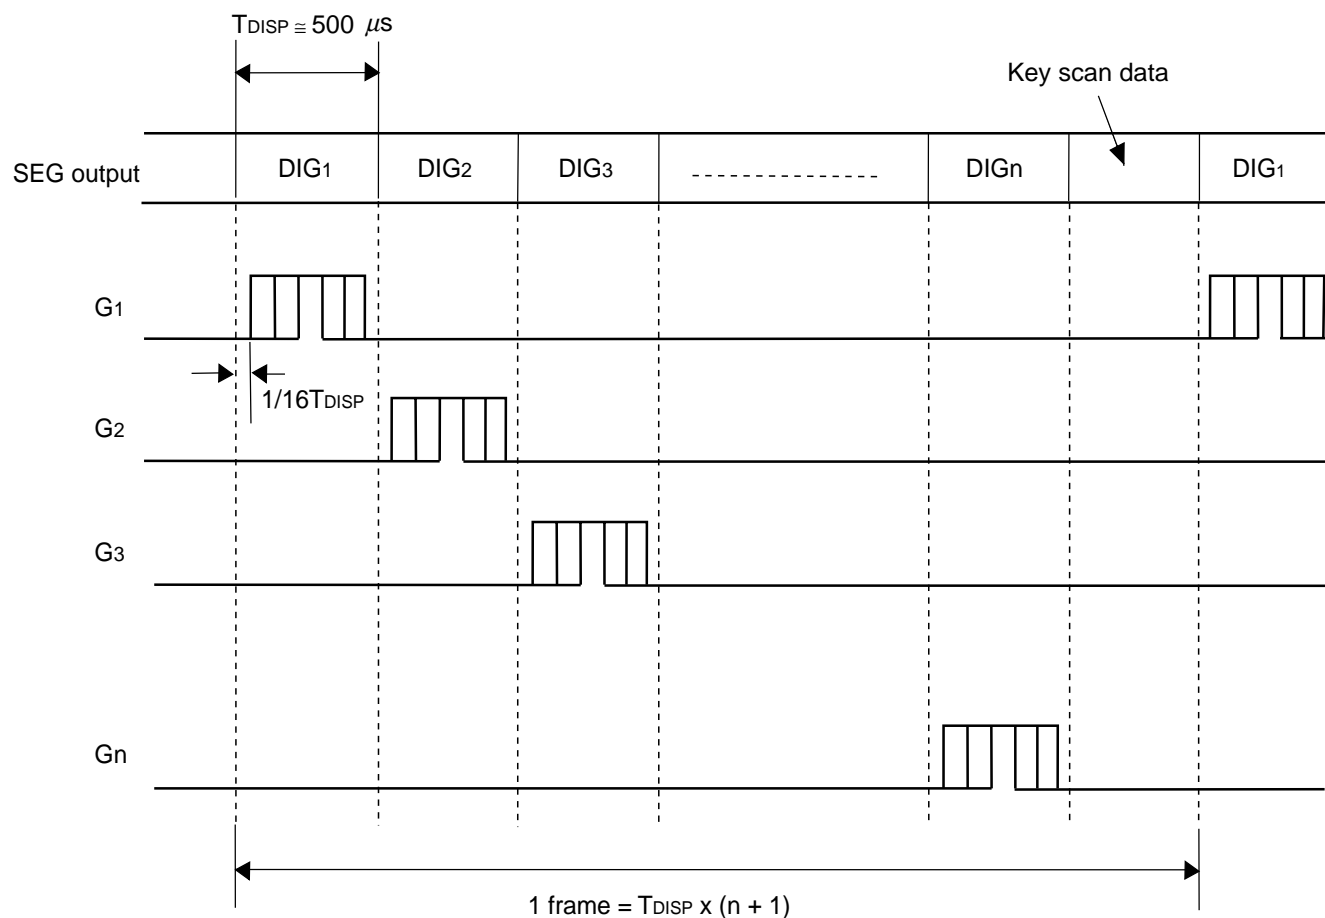 TDISP ≅ 500 μs
Key scan data
SEG output DIG1 DIG2 DIG3 DIGn DIG1
G1
1/16TDISP
G2
G3
Gn
1 frame = TDISP x (n + 1)